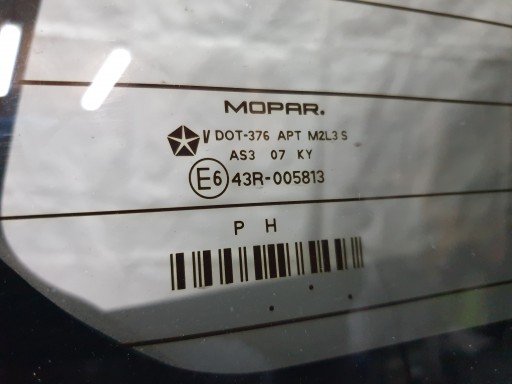 MOPAR.
V DOT-376 APT M2L3 S
AS3 07 KY
E6 43R-005813
P H